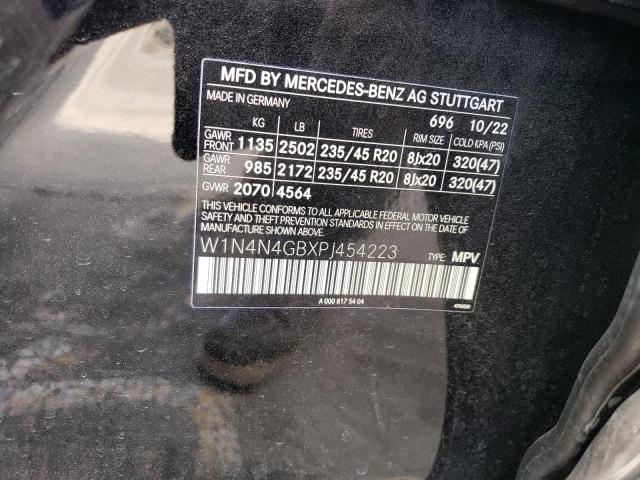 MFD BY MERCEDES-BENZ AG STUTTGART
MADE IN GERMANY 696 10/22
KG LB TIRES RIM SIZE COLD KPA (PSI)
GAWR FRONT 1135 2502 235/45 R20 8Jx20 320(47)
GAWR REAR 985 2172 235/45 R20 8Jx20 320(47)
GVWR 2070 4564
THIS VEHICLE CONFORMS TO ALL APPLICABLE FEDERAL MOTOR VEHICLE
SAFETY BUMPER, AND THEFT PREVENTION STANDARDS IN
EFFECT ON THE DATE OF MANUFACTURE SHOWN ABOVE.
W1N4N4GBXPJ454223 TYPE: MPV
A 000 817 54 04